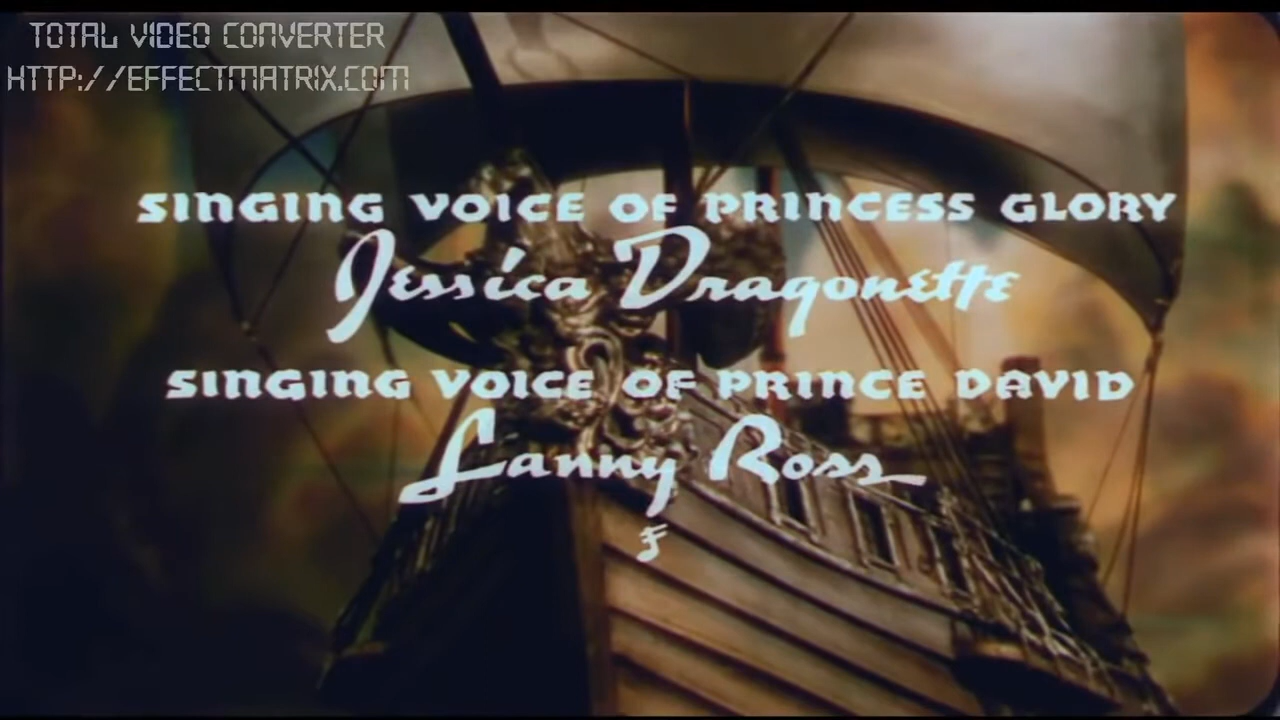 TOTAL VIDEO CONVERTER
HTTP://EFFECTMATRIX.COM
SINGING VOICE OF PRINCESS GLORY
Jessica Dragonette
SINGING VOICE OF PRINCE DAVID
Lanny Ross
F